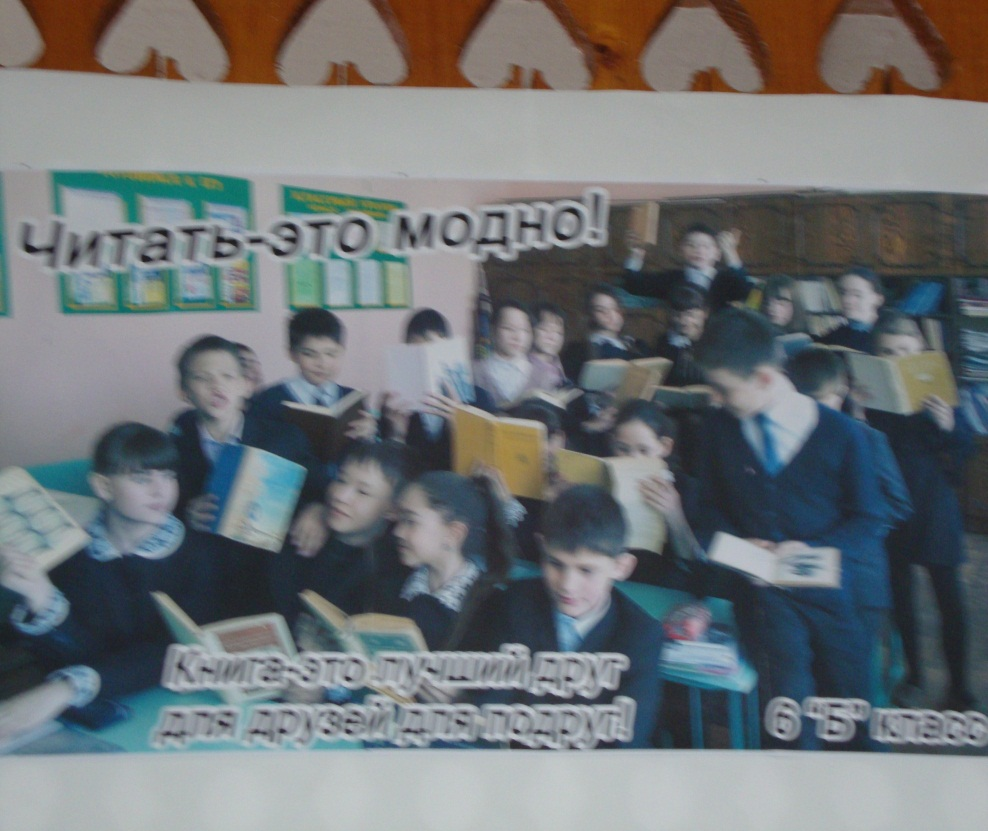 Читать-это модно!
Книга-это лучший друг
для друзей,для подруг!
6 "Б" класс